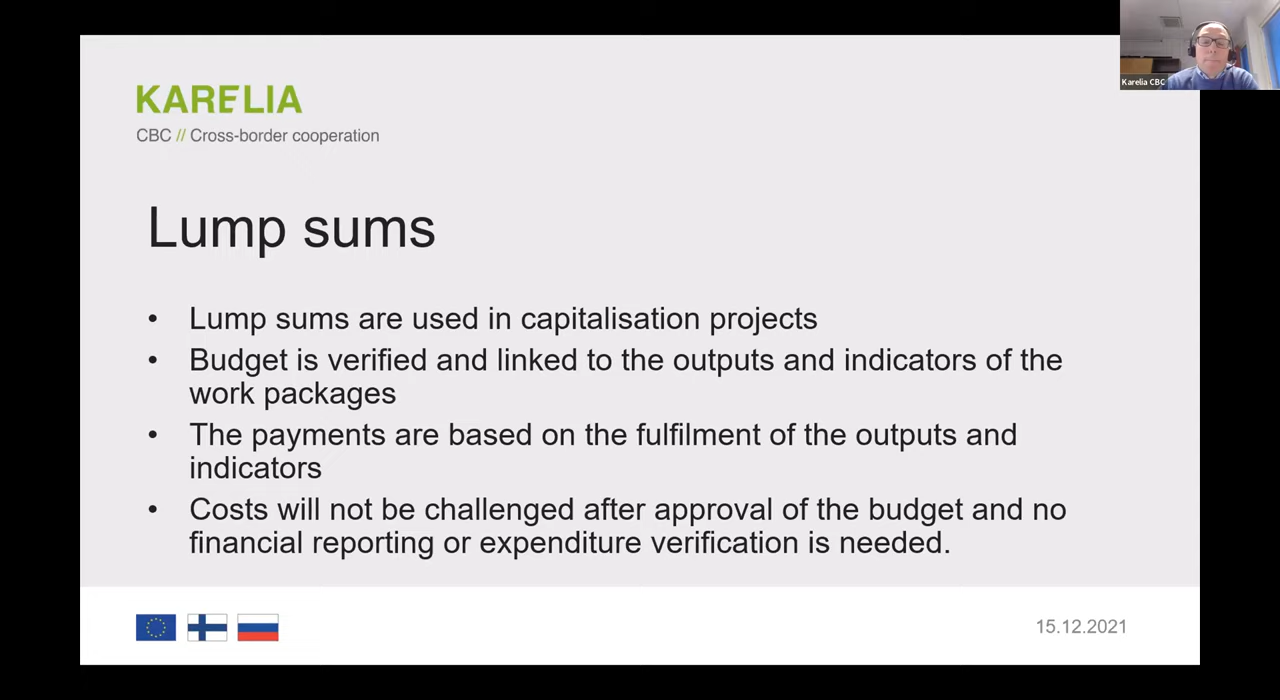 KARELIA
CBC // Cross-border cooperation
Karelia CBC
Lump sums
• Lump sums are used in capitalisation projects
• Budget is verified and linked to the outputs and indicators of the
work packages
• The payments are based on the fulfilment of the outputs and
indicators
• Costs will not be challenged after approval of the budget and no
financial reporting or expenditure verification is needed.
15.12.2021